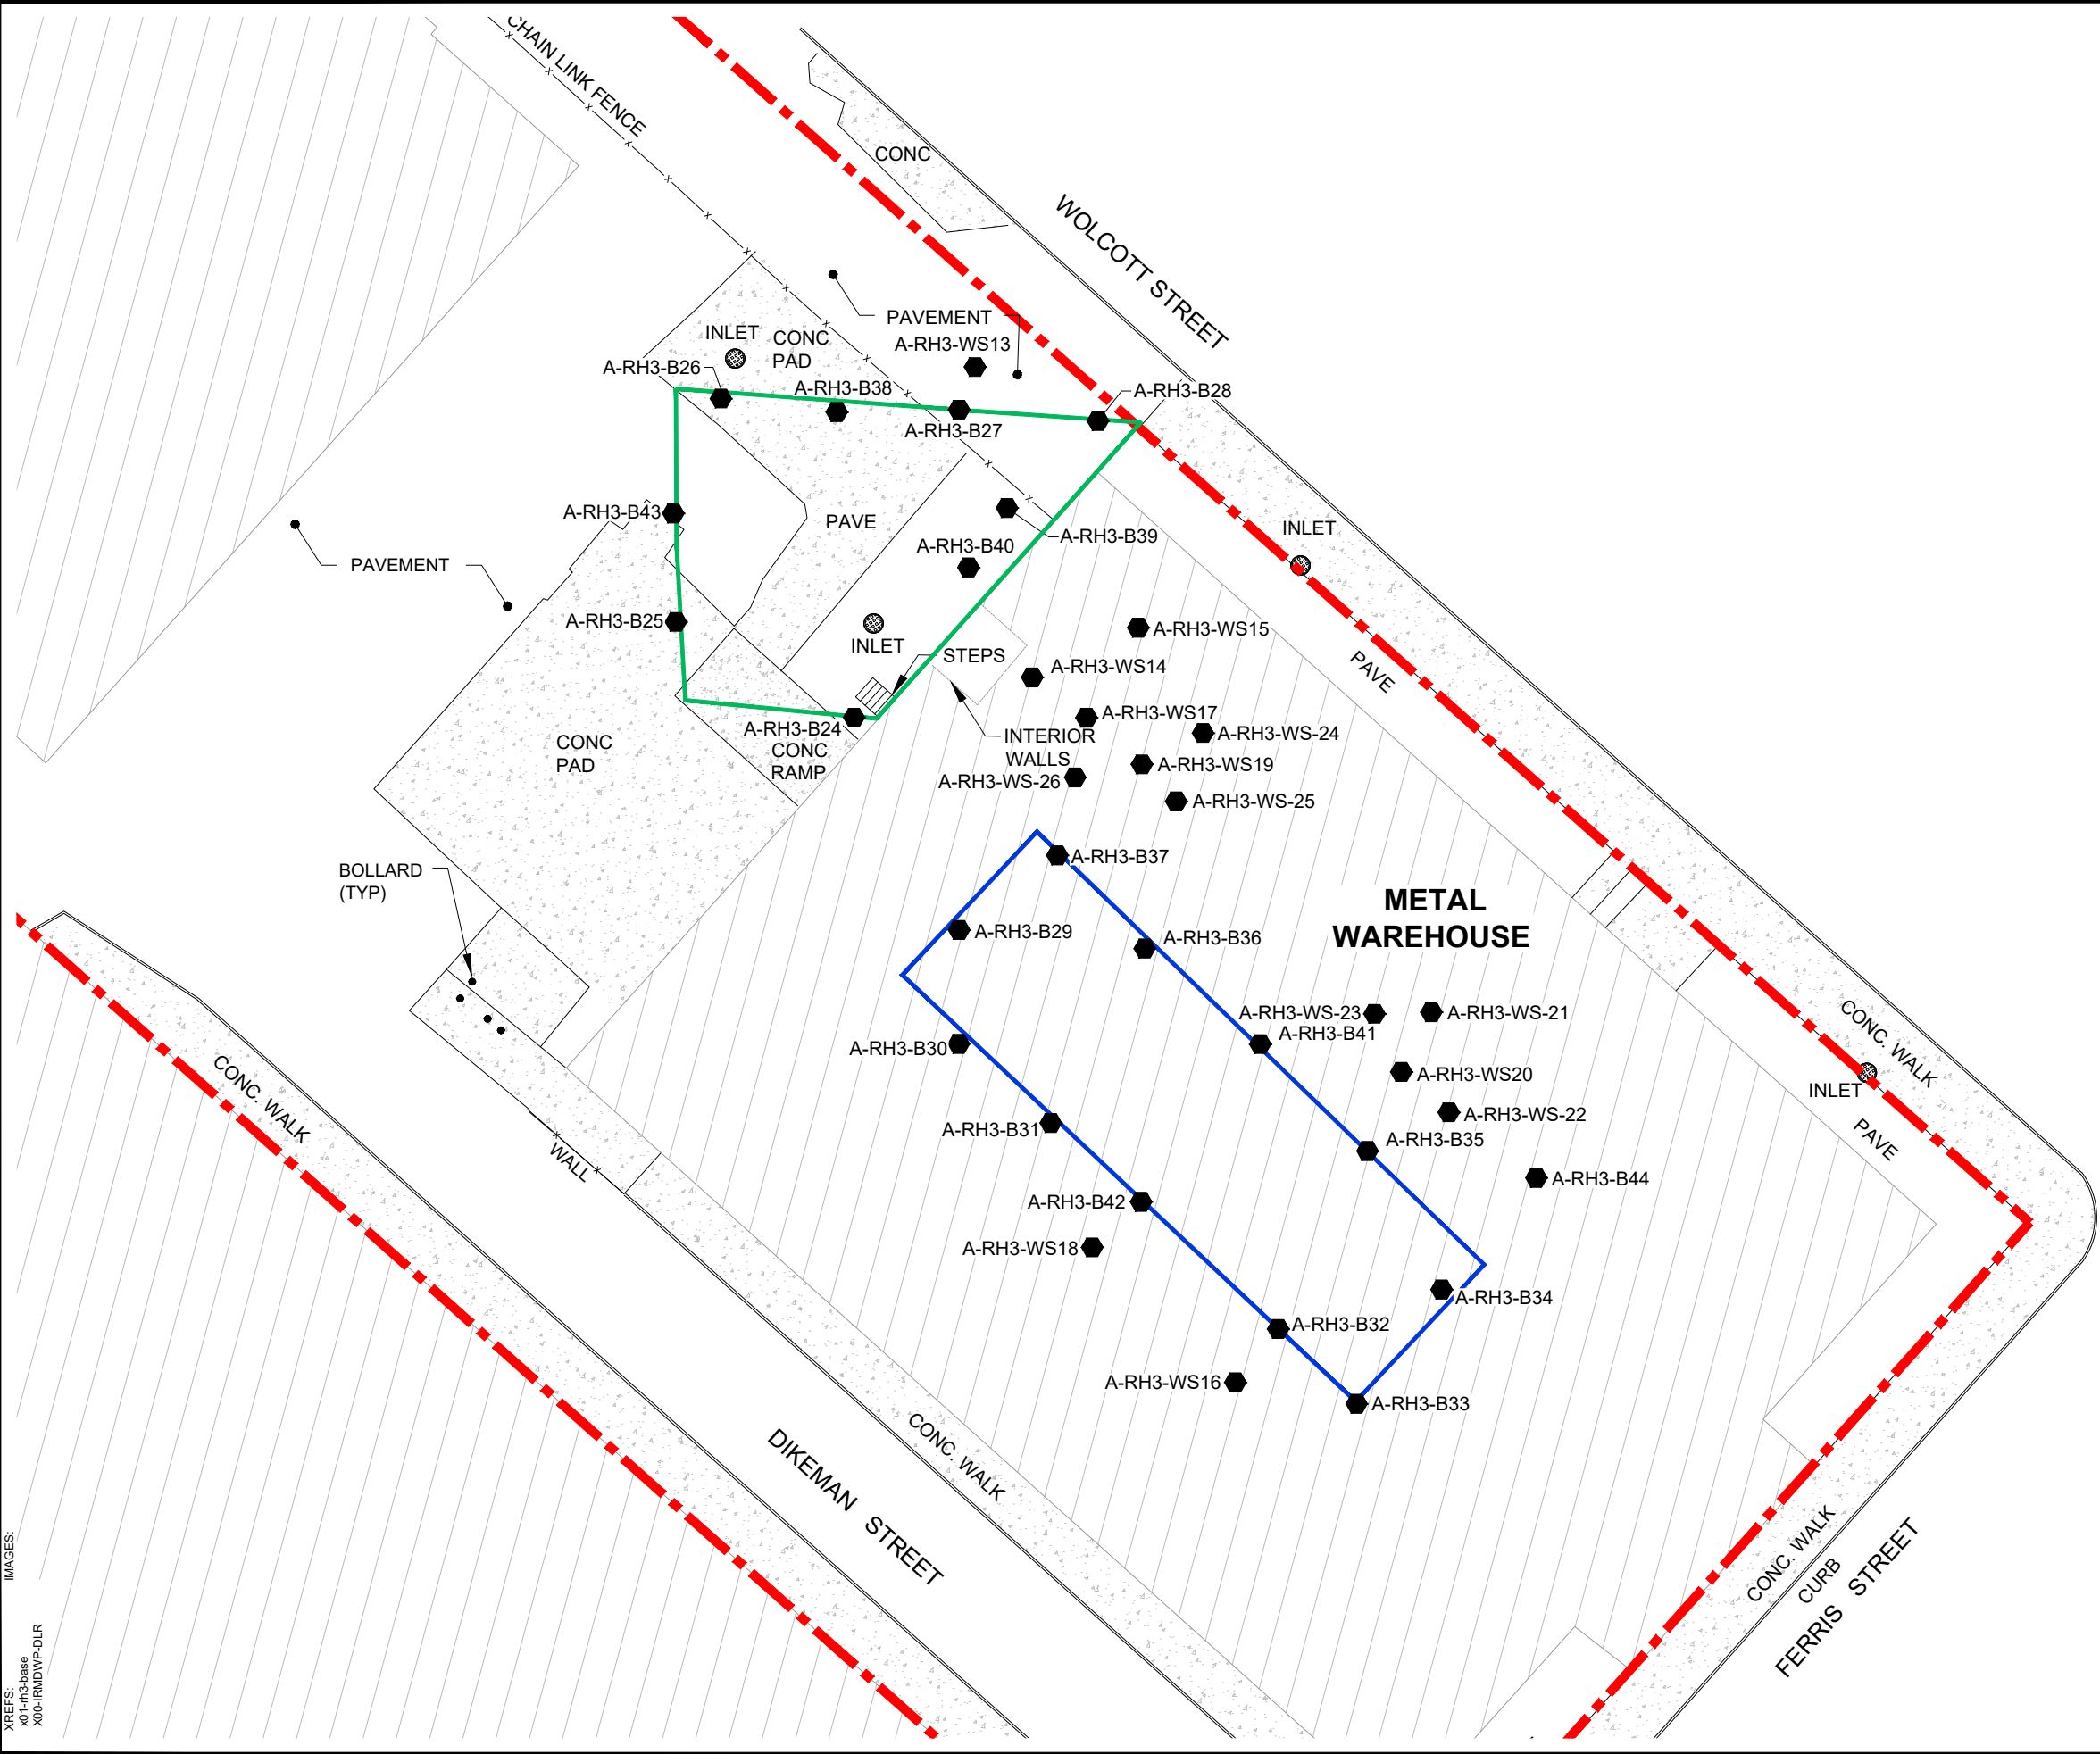 CHAIN LINK FENCE
CONC
WOLCOTT STREET
PAVEMENT
INLET
CONC
PAD
A-RH3-WS13
A-RH3-B26
A-RH3-B38
A-RH3-B28
A-RH3-B27
A-RH3-B43
PAVE
INLET
A-RH3-B39
A-RH3-B40
PAVEMENT
A-RH3-B25
A-RH3-WS15
INLET
STEPS
PAVE
A-RH3-WS14
A-RH3-WS17
A-RH3-B24
A-RH3-WS-24
INTERIOR
WALLS
CONC
PAD
CONC
RAMP
A-RH3-WS19
A-RH3-WS-26
A-RH3-WS-25
A-RH3-B37
BOLLARD
(TYP)
METAL
WAREHOUSE
A-RH3-B29
A-RH3-B36
A-RH3-WS-23
A-RH3-WS-21
A-RH3-B41
CONC. WALK
A-RH3-B30
A-RH3-WS20
INLET
CONC. WALK
A-RH3-WS-22
A-RH3-B31
A-RH3-B35
PAVE
WALL
A-RH3-B44
A-RH3-B42
A-RH3-WS18
A-RH3-B34
A-RH3-B32
A-RH3-WS16
A-RH3-B33
CONC. WALK
DIKEMAN STREET
CONC. WALK
CURB
FERRIS STREET
IMAGES:
XREFS:
x01-rh3-base
X00-IRMDWP-DLR